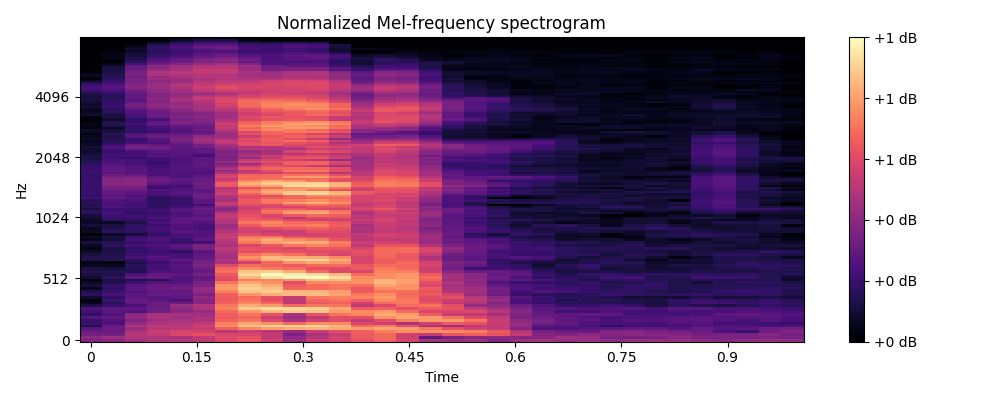 Normalized Mel-frequency spectrogram
Hz
4096
2048
1024
512
0
0 0.15 0.3 0.45 0.6 0.75 0.9
Time
+1 dB
+1 dB
+1 dB
+0 dB
+0 dB
+0 dB